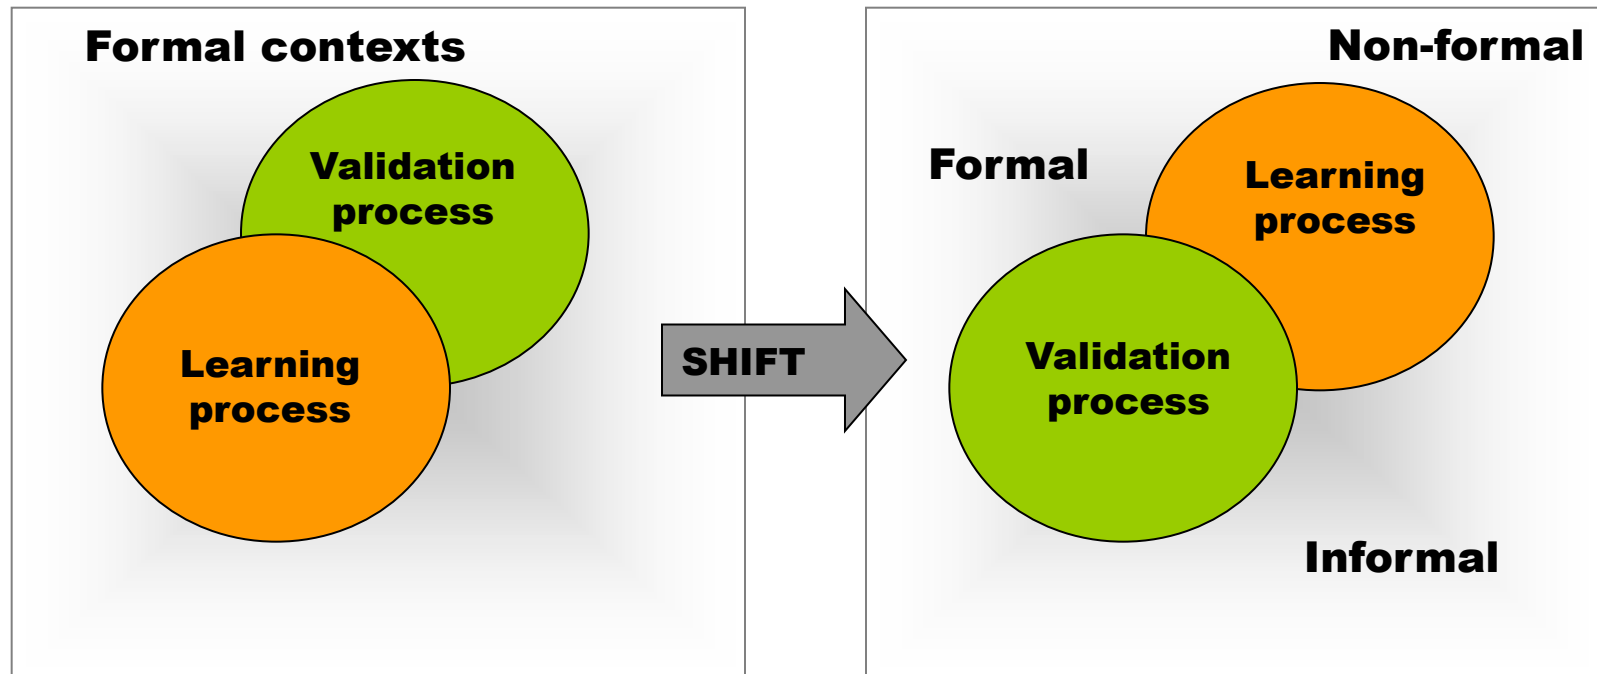 Formal contexts
Validation
process
Learning
process
SHIFT
Non-formal
Formal
Learning
process
Validation
process
Informal